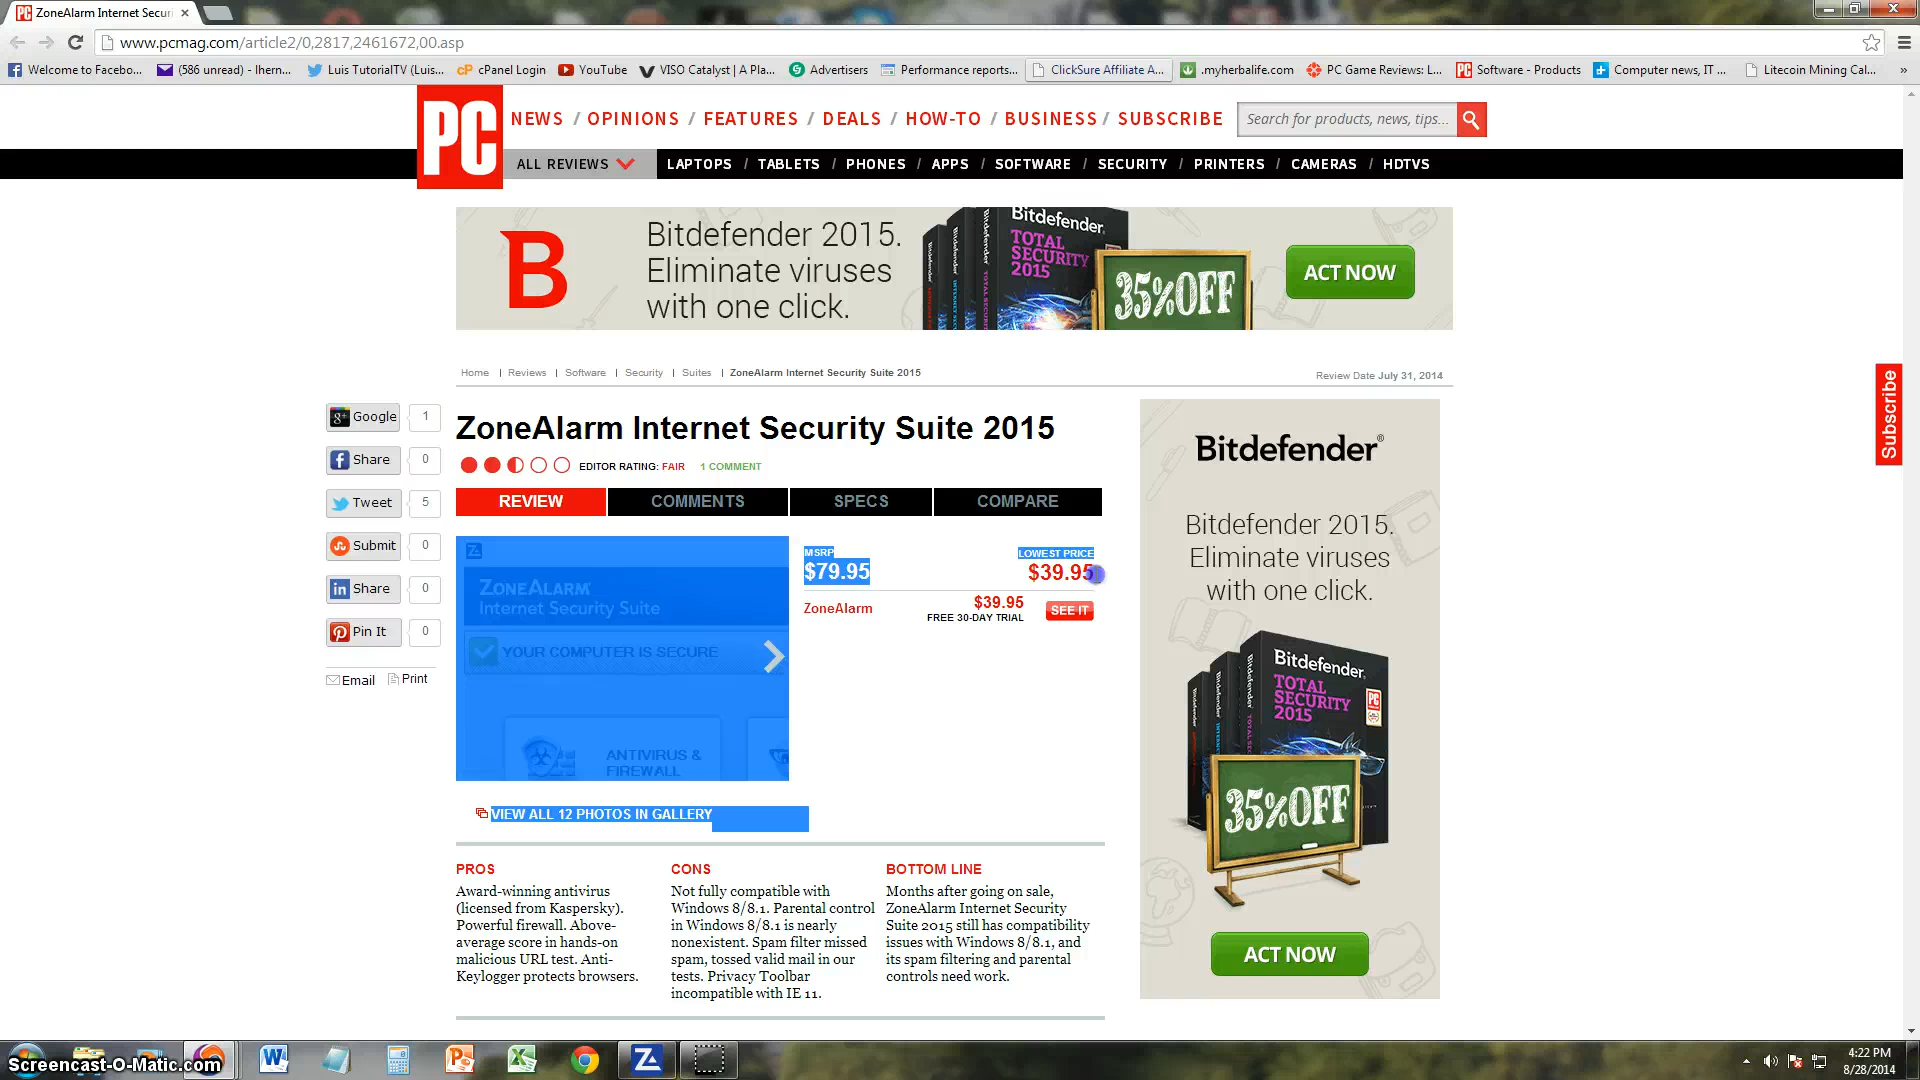 ZoneAlarm Internet Securi
www.pcmag.com/article2/0,2817,2461672,00.asp
Welcome to Facebo...
(586 unread) - lhern...
Luis TutorialTV (Luis...
cPanel Login
YouTube
VISO Catalyst | A Pla...
Advertisers
Performance reports...
ClickSure Affiliate A...
.myherbalife.com
PC Game Reviews: L...
Software - Products
Computer news, IT ...
Litecoin Mining Cal...
PC
NEWS / OPINIONS / FEATURES / DEALS / HOW-TO / BUSINESS / SUBSCRIBE
Search for products, news, tips...
ALL REVIEWS
LAPTOPS / TABLETS / PHONES / APPS / SOFTWARE / SECURITY / PRINTERS / CAMERAS / HDTVS
B
Bitdefender 2015.
Eliminate viruses
with one click.
Bitdefender
TOTAL
SECURITY
2015
35%OFF
ACT NOW
Home | Reviews | Software | Security | Suites | ZoneAlarm Internet Security Suite 2015
Review Date July 31, 2014
Subscribe
Google 1
Share 0
Tweet 5
Submit 0
Share 0
Pin It 0
Email
Print
ZoneAlarm Internet Security Suite 2015
EDITOR RATING: FAIR
1 COMMENT
REVIEW
COMMENTS
SPECS
COMPARE
ZONEALARM
Internet Security Suite
YOUR COMPUTER IS SECURE
ANTIVIRUS &
FIREWALL
MSRP
$79.95
LOWEST PRICE
$39.95
ZoneAlarm
$39.95
FREE 30-DAY TRIAL
SEE IT
VIEW ALL 12 PHOTOS IN GALLERY
PROS
Award-winning antivirus
(licensed from Kaspersky).
Powerful firewall. Above-
average score in hands-on
malicious URL test. Anti-
Keylogger protects browsers.
CONS
Not fully compatible with
Windows 8/8.1. Parental control
in Windows 8/8.1 is nearly
nonexistent. Spam filter missed
spam, tossed valid mail in our
tests. Privacy Toolbar
incompatible with IE 11.
BOTTOM LINE
Months after going on sale,
ZoneAlarm Internet Security
Suite 2015 still has compatibility
issues with Windows 8/8.1, and
its spam filtering and parental
controls need work.
Bitdefender®
Bitdefender 2015.
Eliminate viruses
with one click.
Bitdefender
TOTAL
SECURITY
2015
35%OFF
ACT NOW
Screencast-O-Matic.com
4:22 PM
8/28/2014